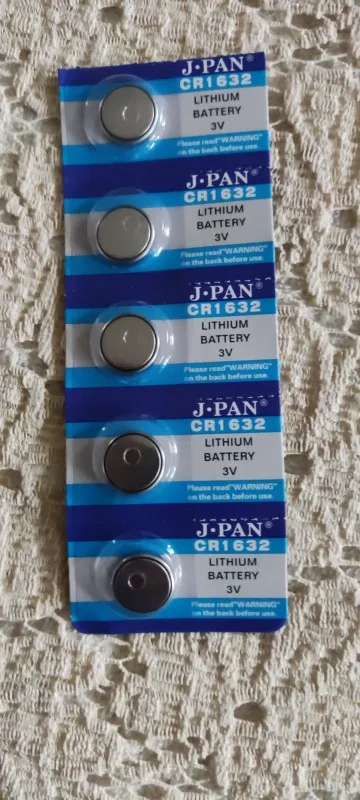 J·PAN®
CR1632
LITHIUM
BATTERY
3V
Please read"WARNING"
on the back before use.
J·PAN®
CR1632
LITHIUM
BATTERY
3V
Please read"WARNING"
on the back before use.
J·PAN®
CR1632
LITHIUM
BATTERY
3V
Please read"WARNING"
on the back before use.
J·PAN®
CR1632
LITHIUM
BATTERY
3V
Please read"WARNING"
on the back before use.
J·PAN®
CR1632
LITHIUM
BATTERY
3V
Please read"WARNING"
on the back before use.